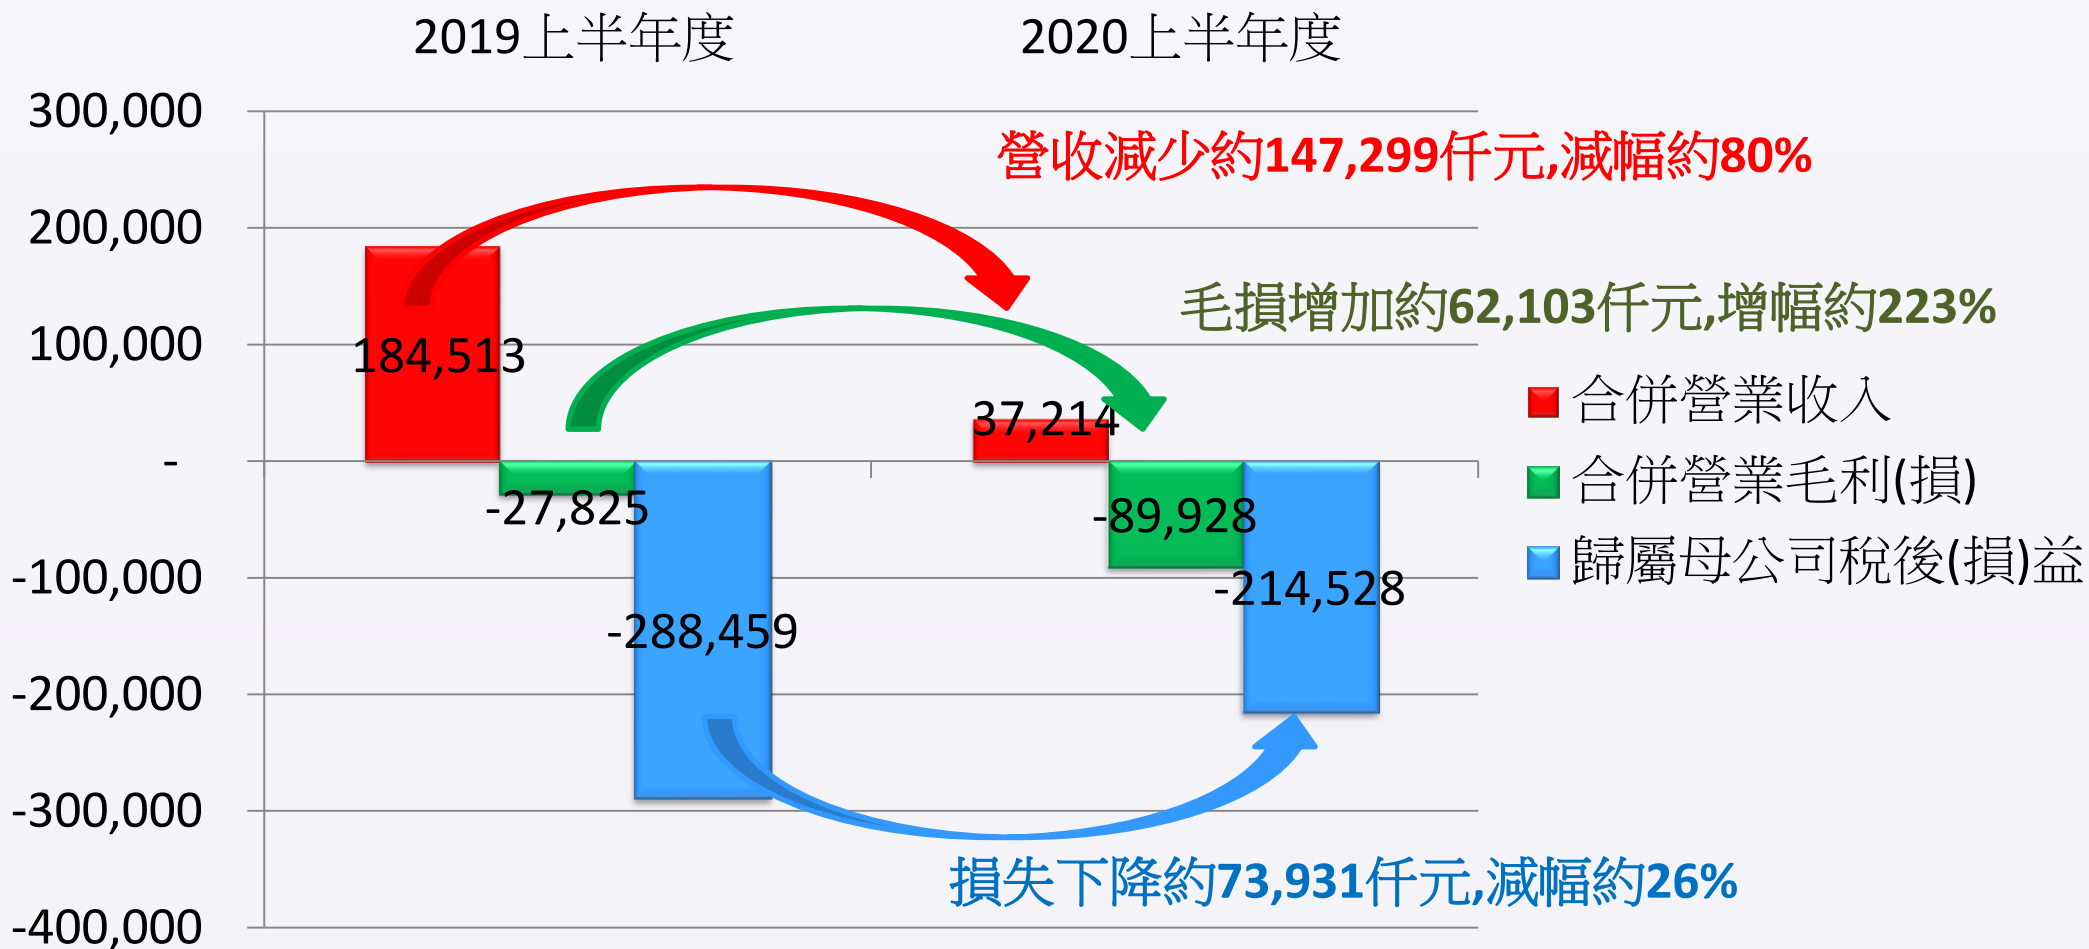 2019上半年度
2020上半年度
300,000
200,000
100,000
-
-100,000
-200,000
-300,000
-400,000
營收減少約147,299仟元,減幅約80%
毛損增加約62,103仟元,增幅約223%
184,513
37,214
-27,825
-89,928
-288,459
-214,528
合併營業收入
合併營業毛利(損)
歸屬母公司稅後(損)益
損失下降約73,931仟元,減幅約26%